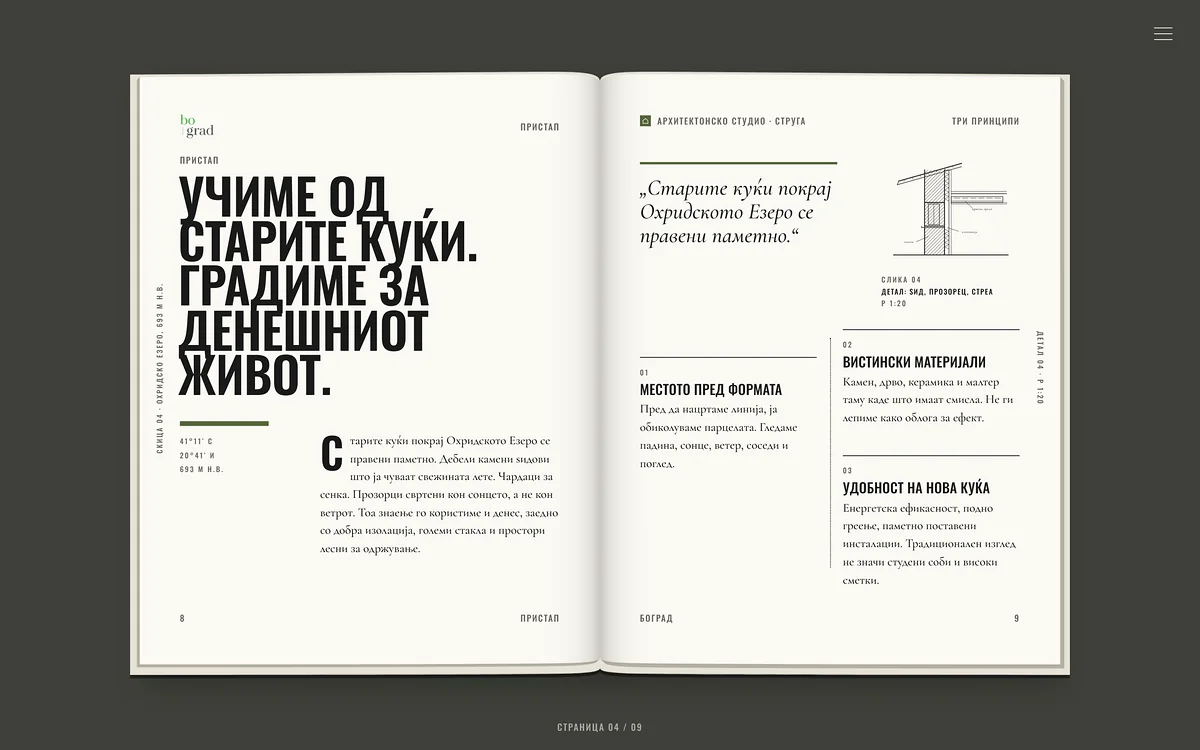 bo
grad
ПРИСТАП
ПРИСТАП
УЧИМЕ ОД
СТАРИТЕ КУЌИ.
ГРАДИМЕ ЗА
ДЕНЕШНИОТ
ЖИВОТ.
СКИЦА 04 · ОХРИДСКО ЕЗЕРО, 693 М Н.В.
41°11′ С
20°41′ И
693 М Н.В.
Старите куќи покрај Охридското Езеро се
правени паметно. Дебели камени ѕидови
што ја чуваат свежината лете. Чардаци за
сенка. Прозорци свртени кон сонцето, а не кон
ветрот. Тоа знаење го користиме и денес, заедно
со добра изолација, големи стакла и простори
лесни за одржување.
8
ПРИСТАП
АРХИТЕКТОНСКО СТУДИО · СТРУГА
ТРИ ПРИНЦИПИ
„Старите куќи покрај
Охридското Езеро се
правени паметно.“
СЛИКА 04
ДЕТАЛ: ЅИД, ПРОЗОРЕЦ, СТРЕА
Р 1:20
ДЕТАЛ 04 · Р 1:20
01
МЕСТОТО ПРЕД ФОРМАТА
Пред да нацртаме линија, ја
обиколуваме парцелата. Гледаме
падина, сонце, ветер, соседи и
поглед.
02
ВИСТИНСКИ МАТЕРИЈАЛИ
Камен, дрво, керамика и малтер
таму каде што имаат смисла. Не ги
лепиме како облога за ефект.
03
УДОБНОСТ НА НОВА КУЌА
Енергетска ефикасност, подно
греење, паметно поставени
инсталации. Традиционален изглед
не значи студени соби и високи
сметки.
БОГРАД
9
СТРАНИЦА 04 / 09